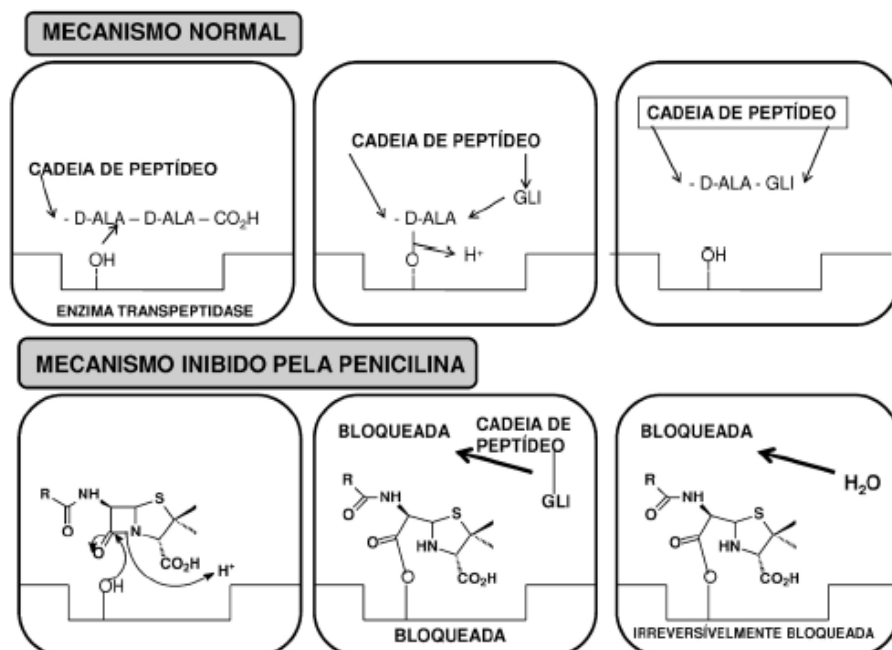 MECANISMO NORMAL
CADEIA DE PEPTÍDEO
- D-ALA – D-ALA – CO₂H
OH
ENZIMA TRANSPEPTIDASE
CADEIA DE PEPTÍDEO
GLI
- D-ALA
O
H⁺
CADEIA DE PEPTÍDEO
- D-ALA - GLI
OH
MECANISMO INIBIDO PELA PENICILINA
R
NH
S
O
O
N
CO₂H
OH
H⁺
BLOQUEADA
CADEIA DE
PEPTÍDEO
GLI
R
NH
S
O
O
HN
O
CO₂H
BLOQUEADA
BLOQUEADA
H₂O
R
NH
S
O
O
HN
O
CO₂H
IRREVERSÍVELMENTE BLOQUEADA